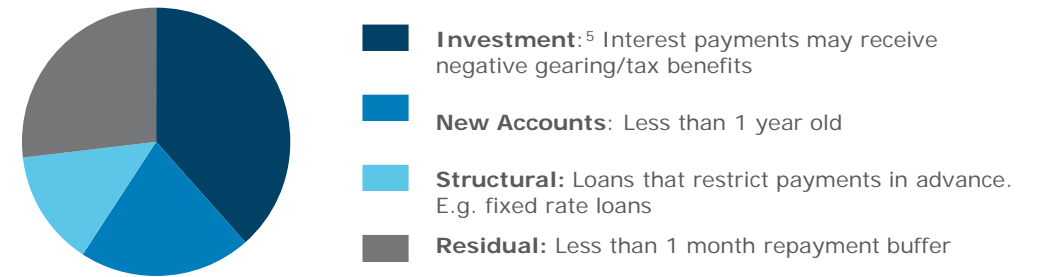 Investment:⁵ Interest payments may receive
negative gearing/tax benefits
New Accounts: Less than 1 year old
Structural: Loans that restrict payments in advance.
E.g. fixed rate loans
Residual: Less than 1 month repayment buffer